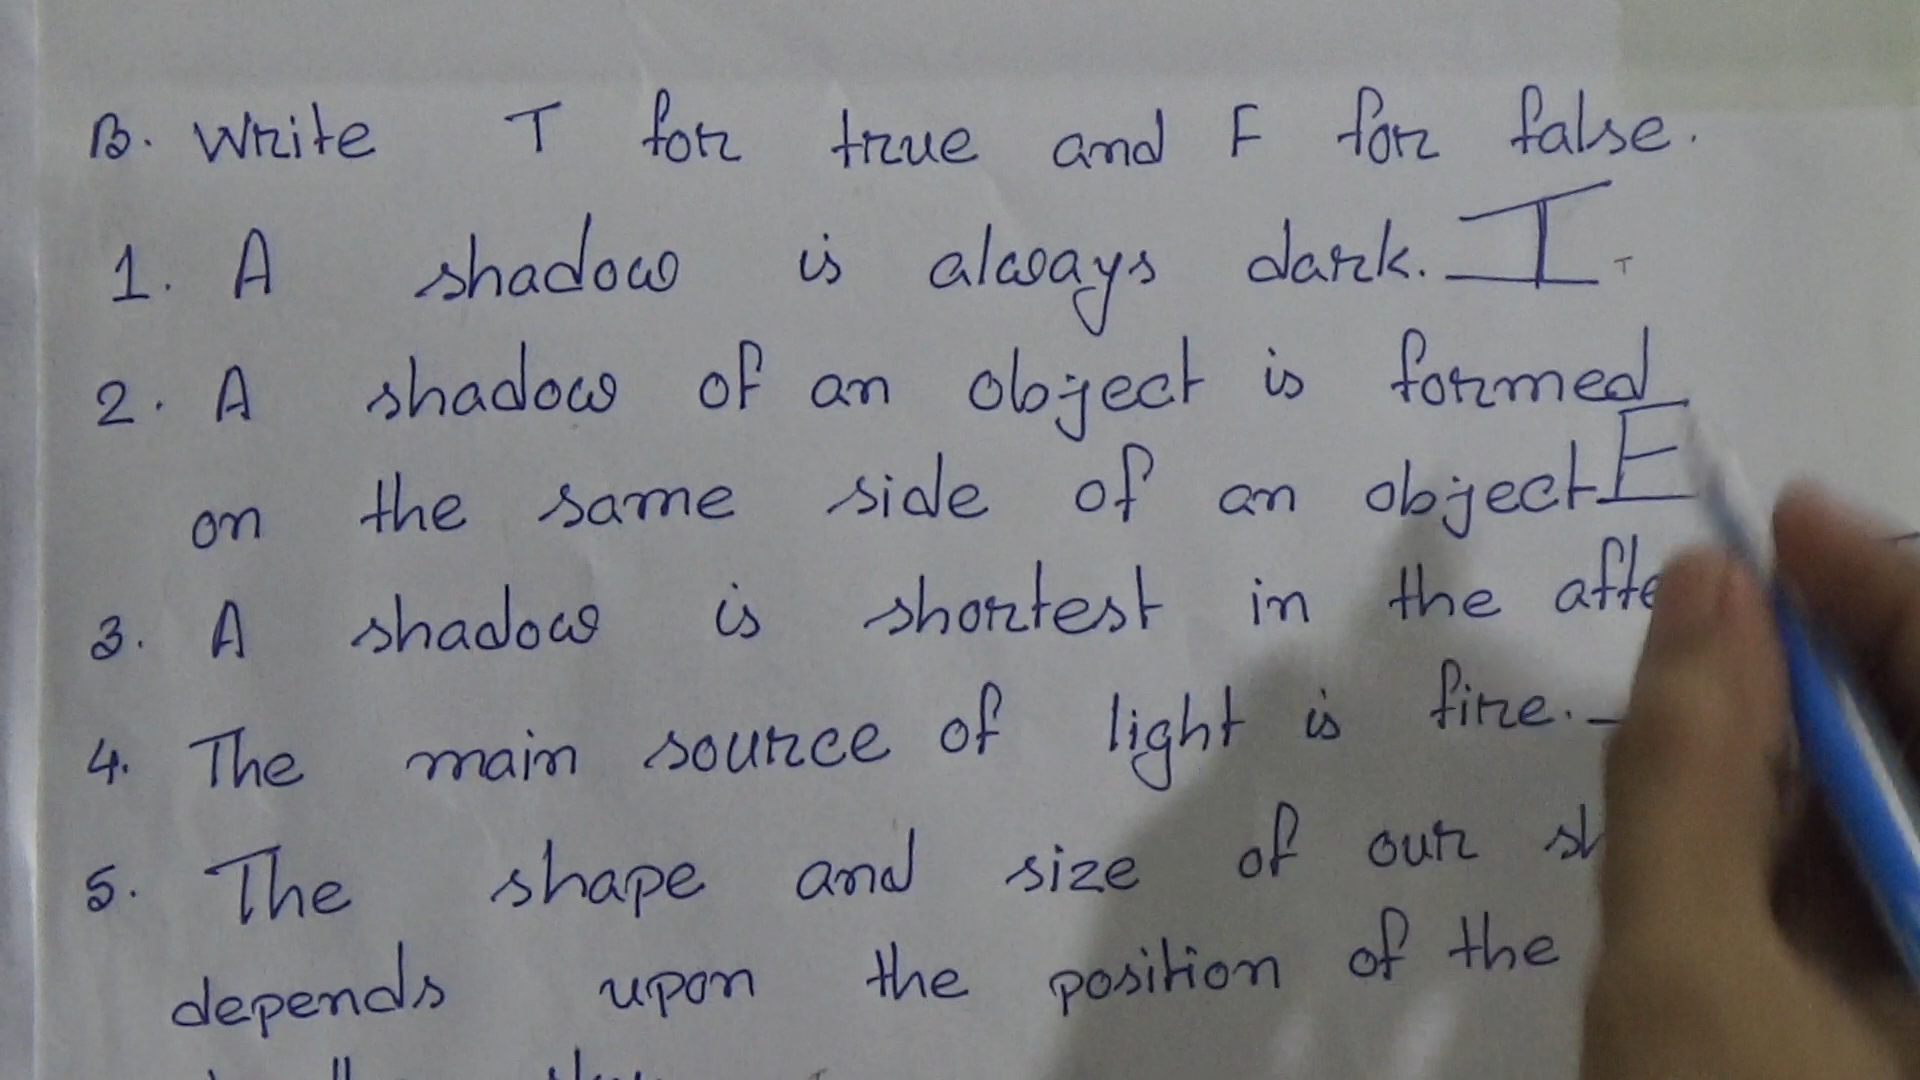 B. Write T for true and F for false.
1. A shadow is always dark. T
2. A shadow of an object is formed
on the same side of an object F
3. A shadow is shortest in the afte
4. The main source of light is fire.
5. The shape and size of our sh
depends upon the position of the